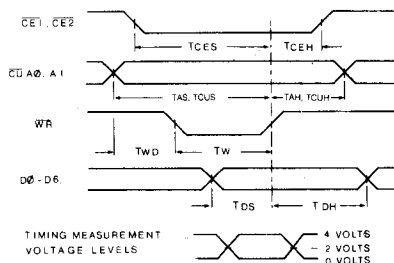 CE1, CE2
TCES
TCEH
CU A0, A1
TAS, TCUS
TAH, TCUH
WR
TWD
TW
DØ - D6
TDS
TDH
TIMING MEASUREMENT
VOLTAGE LEVELS
4 VOLTS
2 VOLTS
0 VOLTS